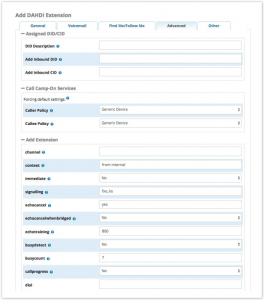 Add DAHDI Extension
General Voicemail Find Me/Follow Me Advanced Other
— Assigned DID/CID
DID Description
Add Inbound DID
Add Inbound CID
— Call Camp-On Services
Forcing default settings
Caller Policy Generic Device
Callee Policy Generic Device
— Add Extension
channel
context from-internal
immediate No
signalling fxo_ks
echocancel yes
echocancelwhenbridged No
echotraining 800
busydetect No
busycount 7
callprogress No
dial